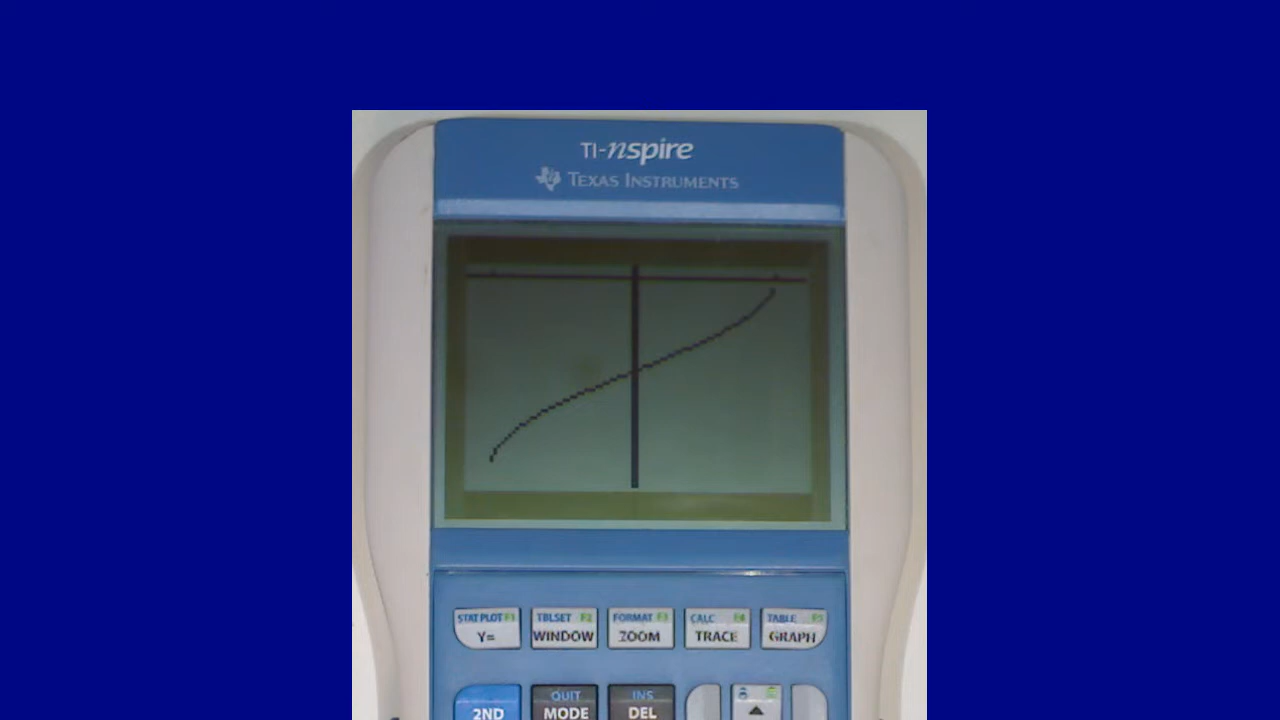 TI-nspire
TEXAS INSTRUMENTS
STAT PLOT F1 TBLSET F2 FORMAT F3 CALC F4 TABLE F5
Y= WINDOW ZOOM TRACE GRAPH
QUIT INS
2ND MODE DEL